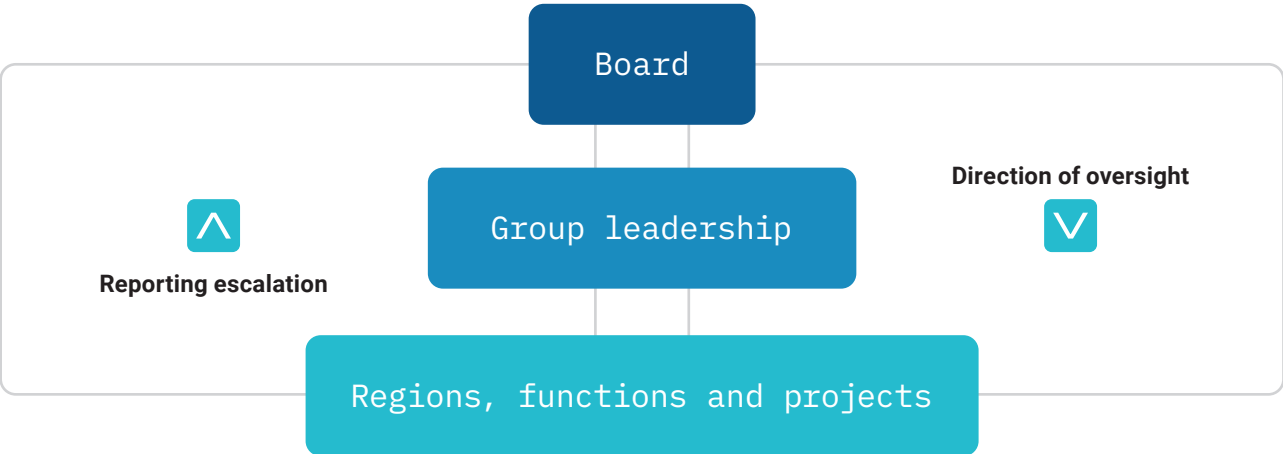 Board
Direction of oversight
Group leadership
Reporting escalation
Regions, functions and projects